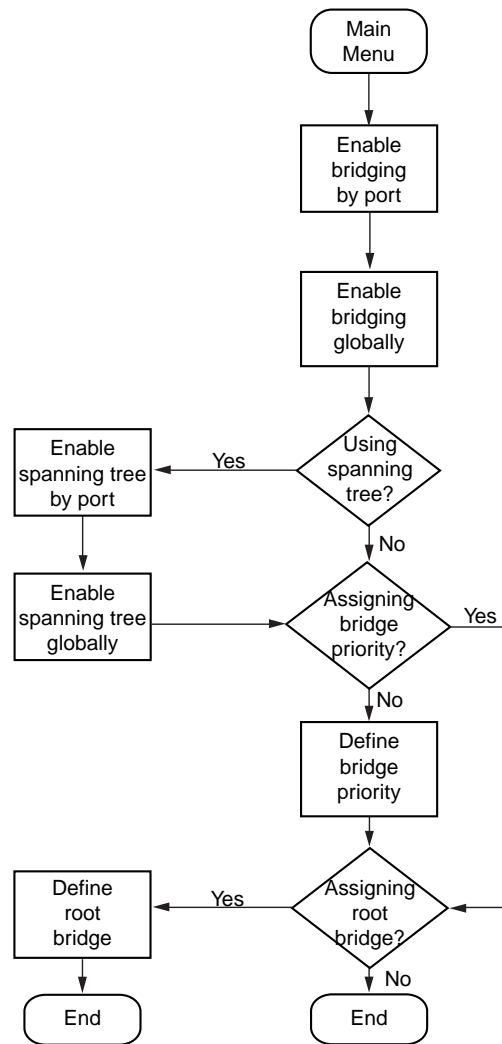 Main
Menu
Enable
bridging
by port
Enable
bridging
globally
Using
spanning
tree?
Yes
Enable
spanning tree
by port
No
Enable
spanning tree
globally
Assigning
bridge
priority?
Yes
No
Define
bridge
priority
Assigning
root
bridge?
Yes
Define
root
bridge
No
End
End